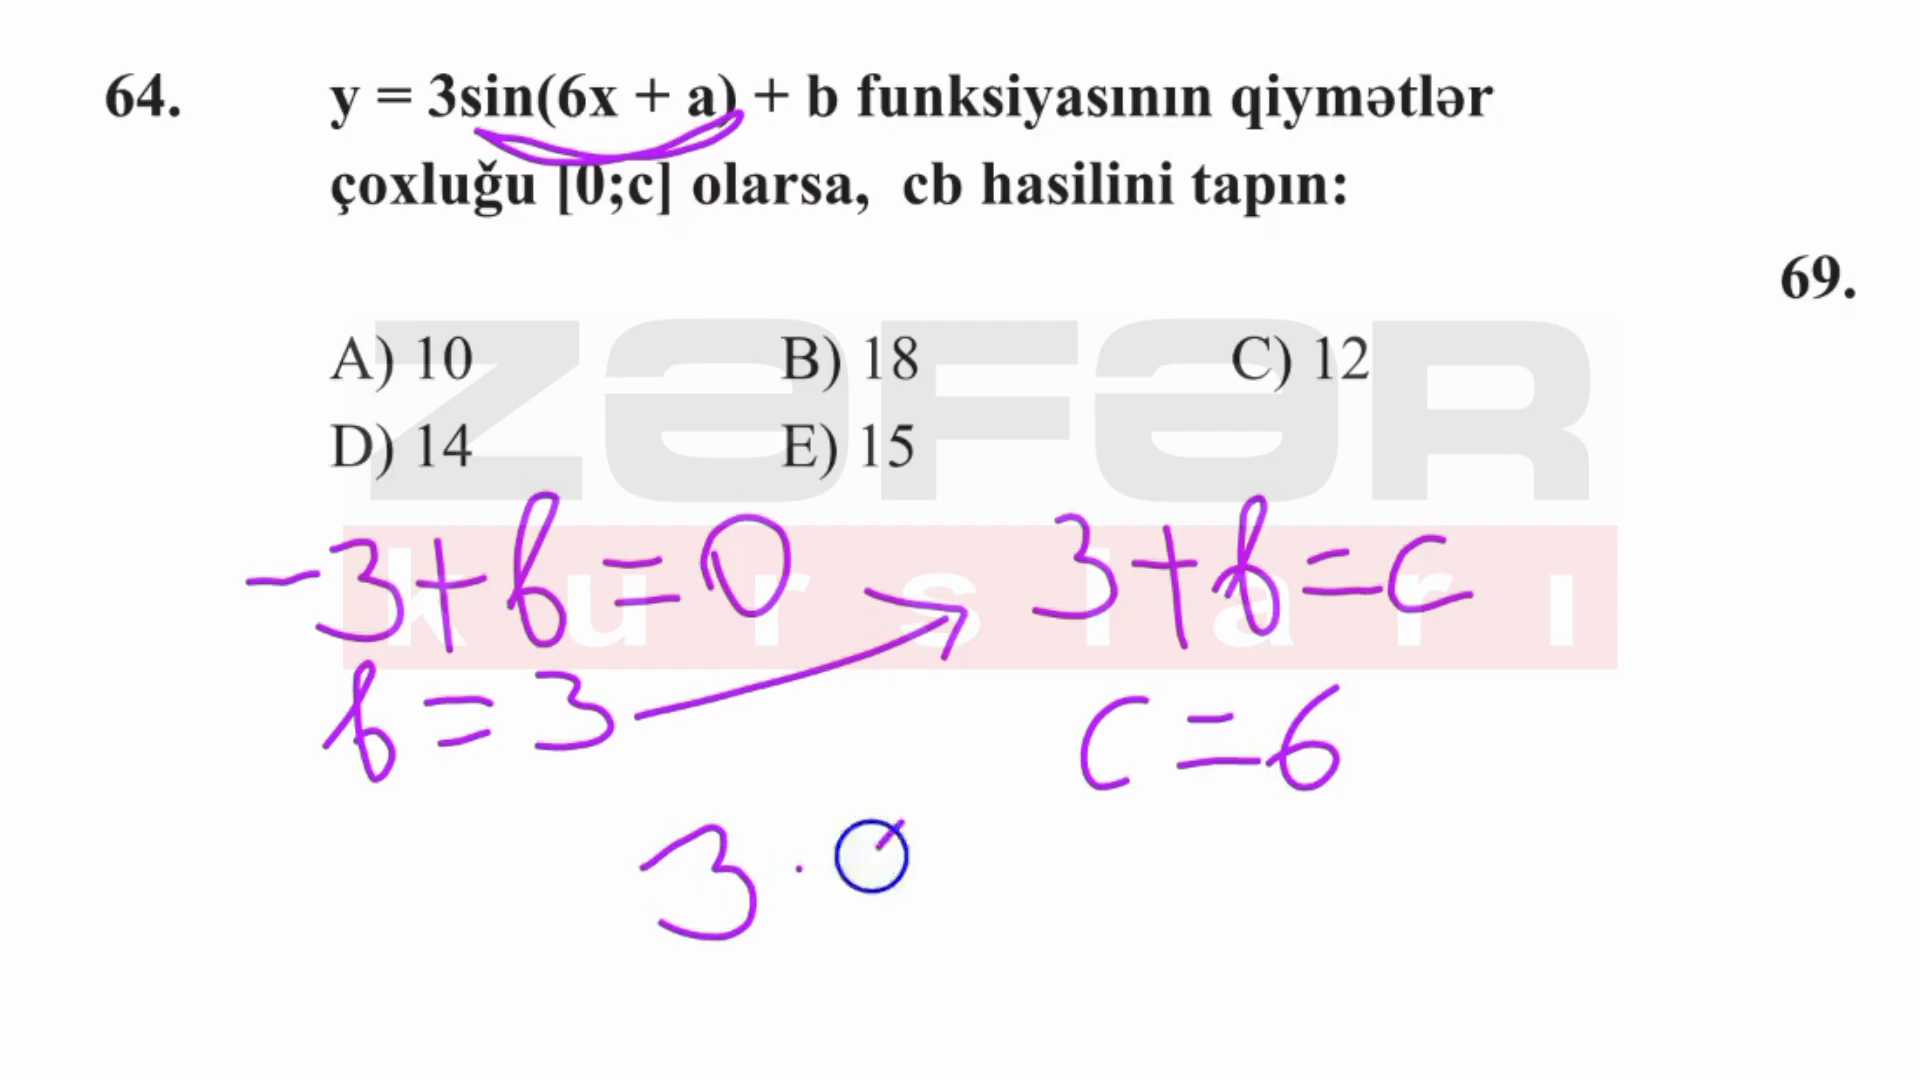 64. y = 3sin(6x + a) + b funksiyasının qiymətlər
çoxluğu [0;c] olarsa, cb hasilini tapın:
69.
A) 10 B) 18 C) 12
D) 14 E) 15
ZƏFƏR
kursları
-3+b=0 3+b=c
b=3 c=6
3 ·